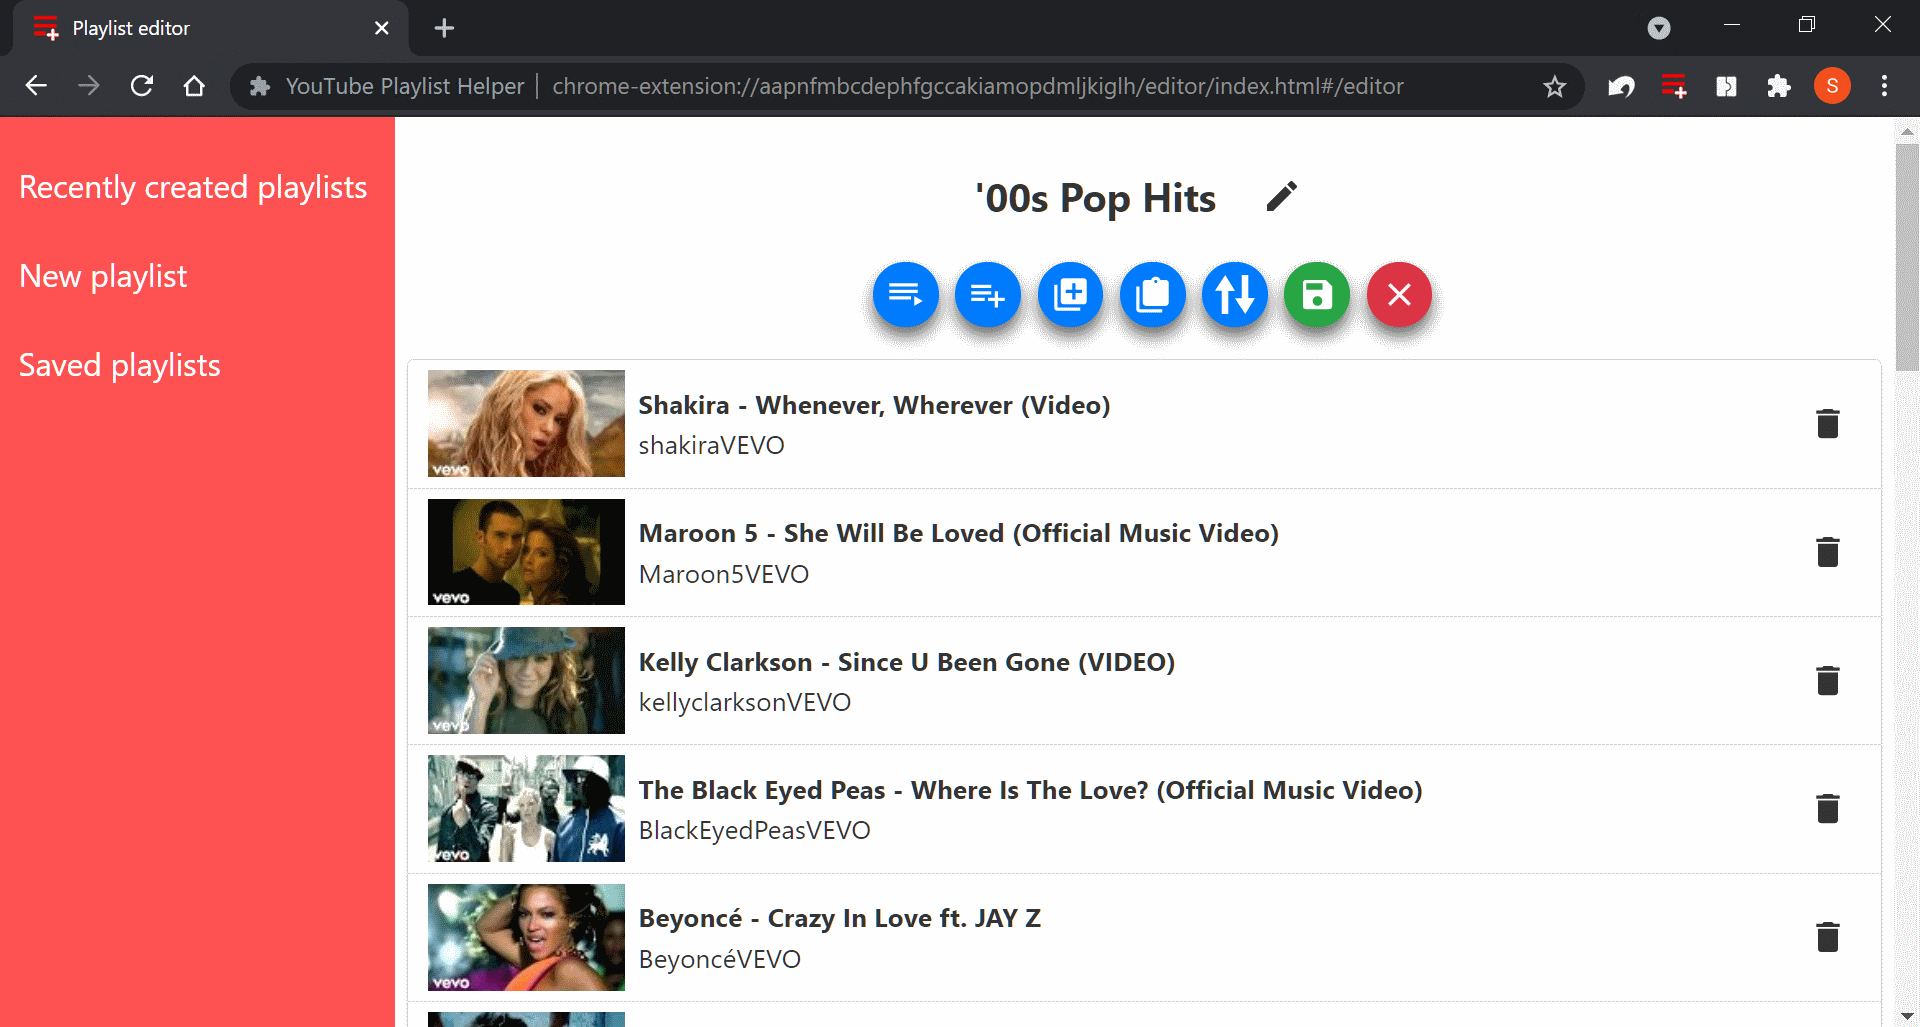 Playlist editor
YouTube Playlist Helper | chrome-extension://aapnfmbcdephfgccakiamopdmljkiglh/editor/index.html#/editor
S
Recently created playlists
New playlist
Saved playlists
'00s Pop Hits
vevo
Shakira - Whenever, Wherever (Video)
shakiraVEVO
vevo
Maroon 5 - She Will Be Loved (Official Music Video)
Maroon5VEVO
vevo
Kelly Clarkson - Since U Been Gone (VIDEO)
kellyclarksonVEVO
vevo
The Black Eyed Peas - Where Is The Love? (Official Music Video)
BlackEyedPeasVEVO
vevo
Beyoncé - Crazy In Love ft. JAY Z
BeyoncéVEVO